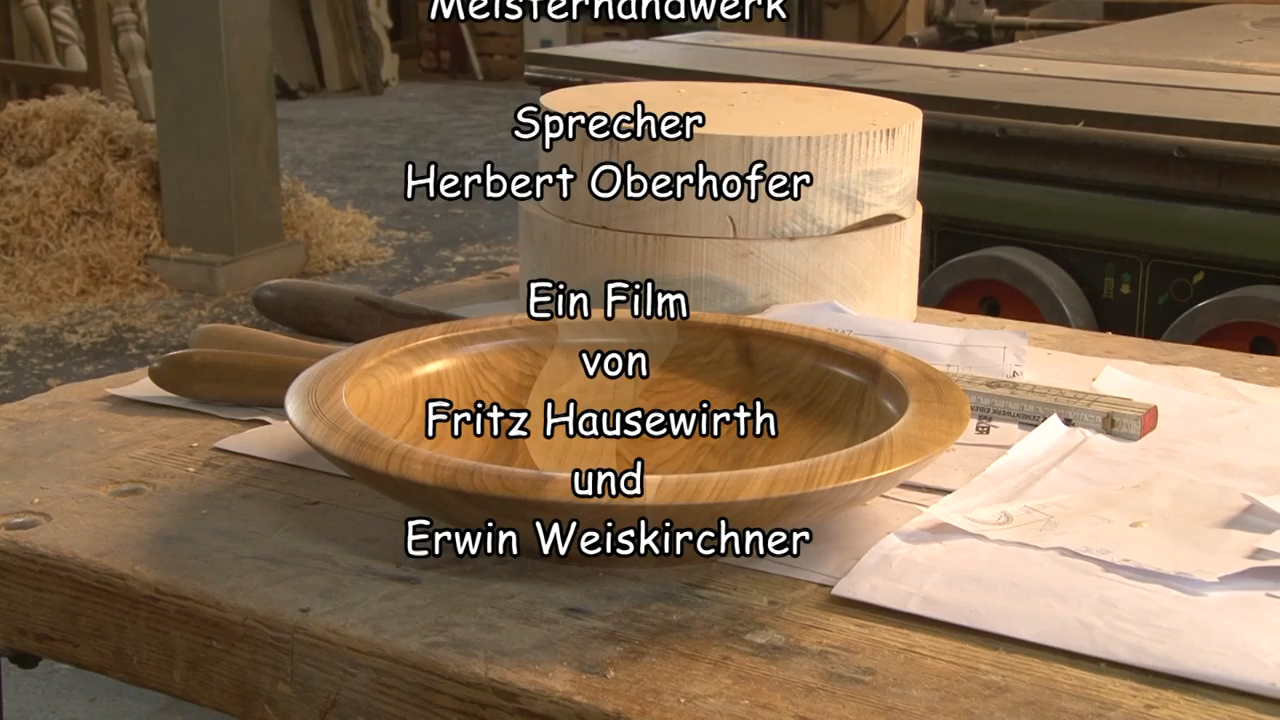 Meisterhandwerk
Sprecher
Herbert Oberhofer
Ein Film
von
Fritz Hausewirth
und
Erwin Weiskirchner